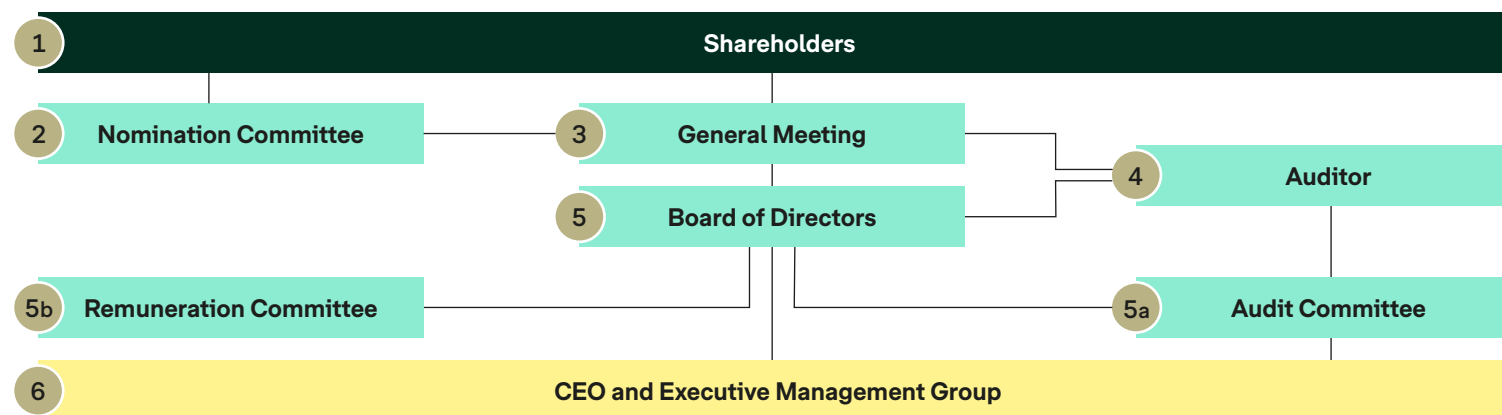 1 Shareholders
2 Nomination Committee
3 General Meeting
4 Auditor
5 Board of Directors
5b Remuneration Committee
5a Audit Committee
6 CEO and Executive Management Group